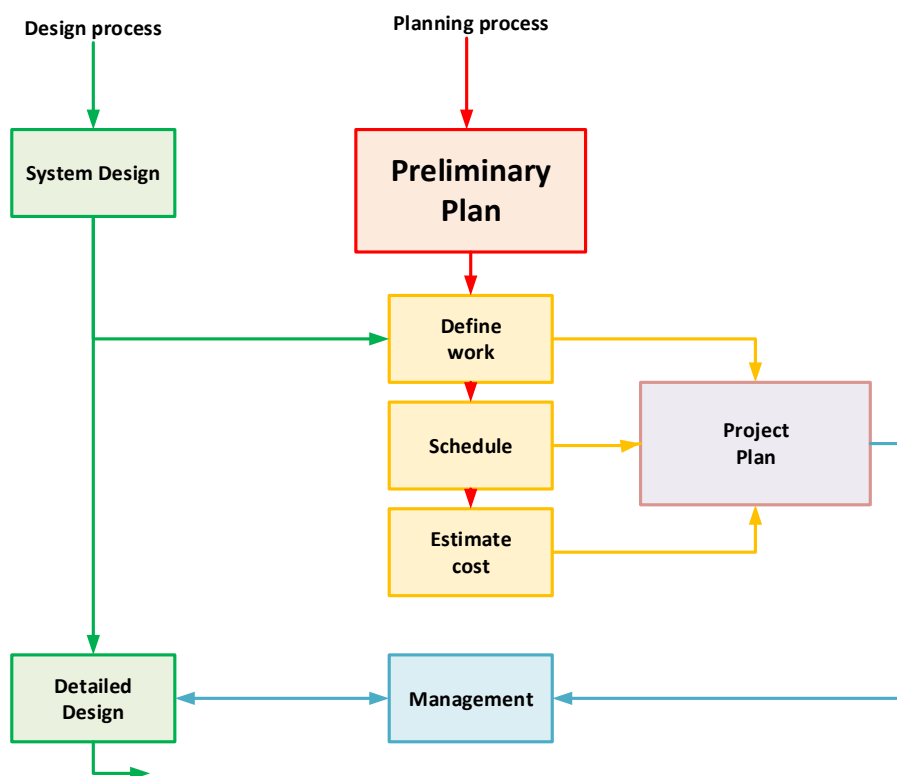 Design process
Planning process
System Design
Preliminary
Plan
Define
work
Schedule
Project
Plan
Estimate
cost
Detailed
Design
Management